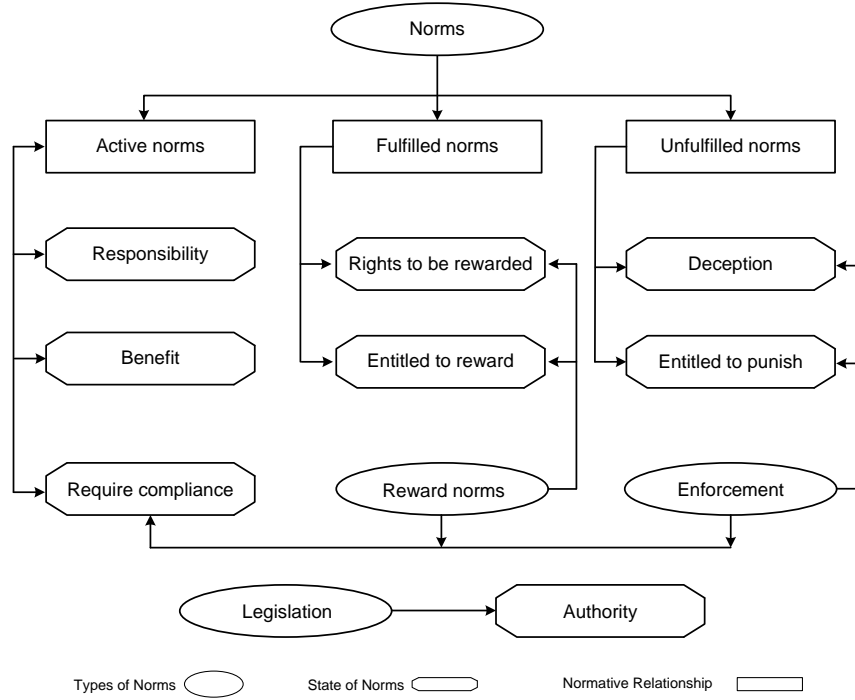 Norms
Active norms
Fulfilled norms
Unfulfilled norms
Responsibility
Rights to be rewarded
Deception
Benefit
Entitled to reward
Entitled to punish
Require compliance
Reward norms
Enforcement
Legislation
Authority
Types of Norms
State of Norms
Normative Relationship